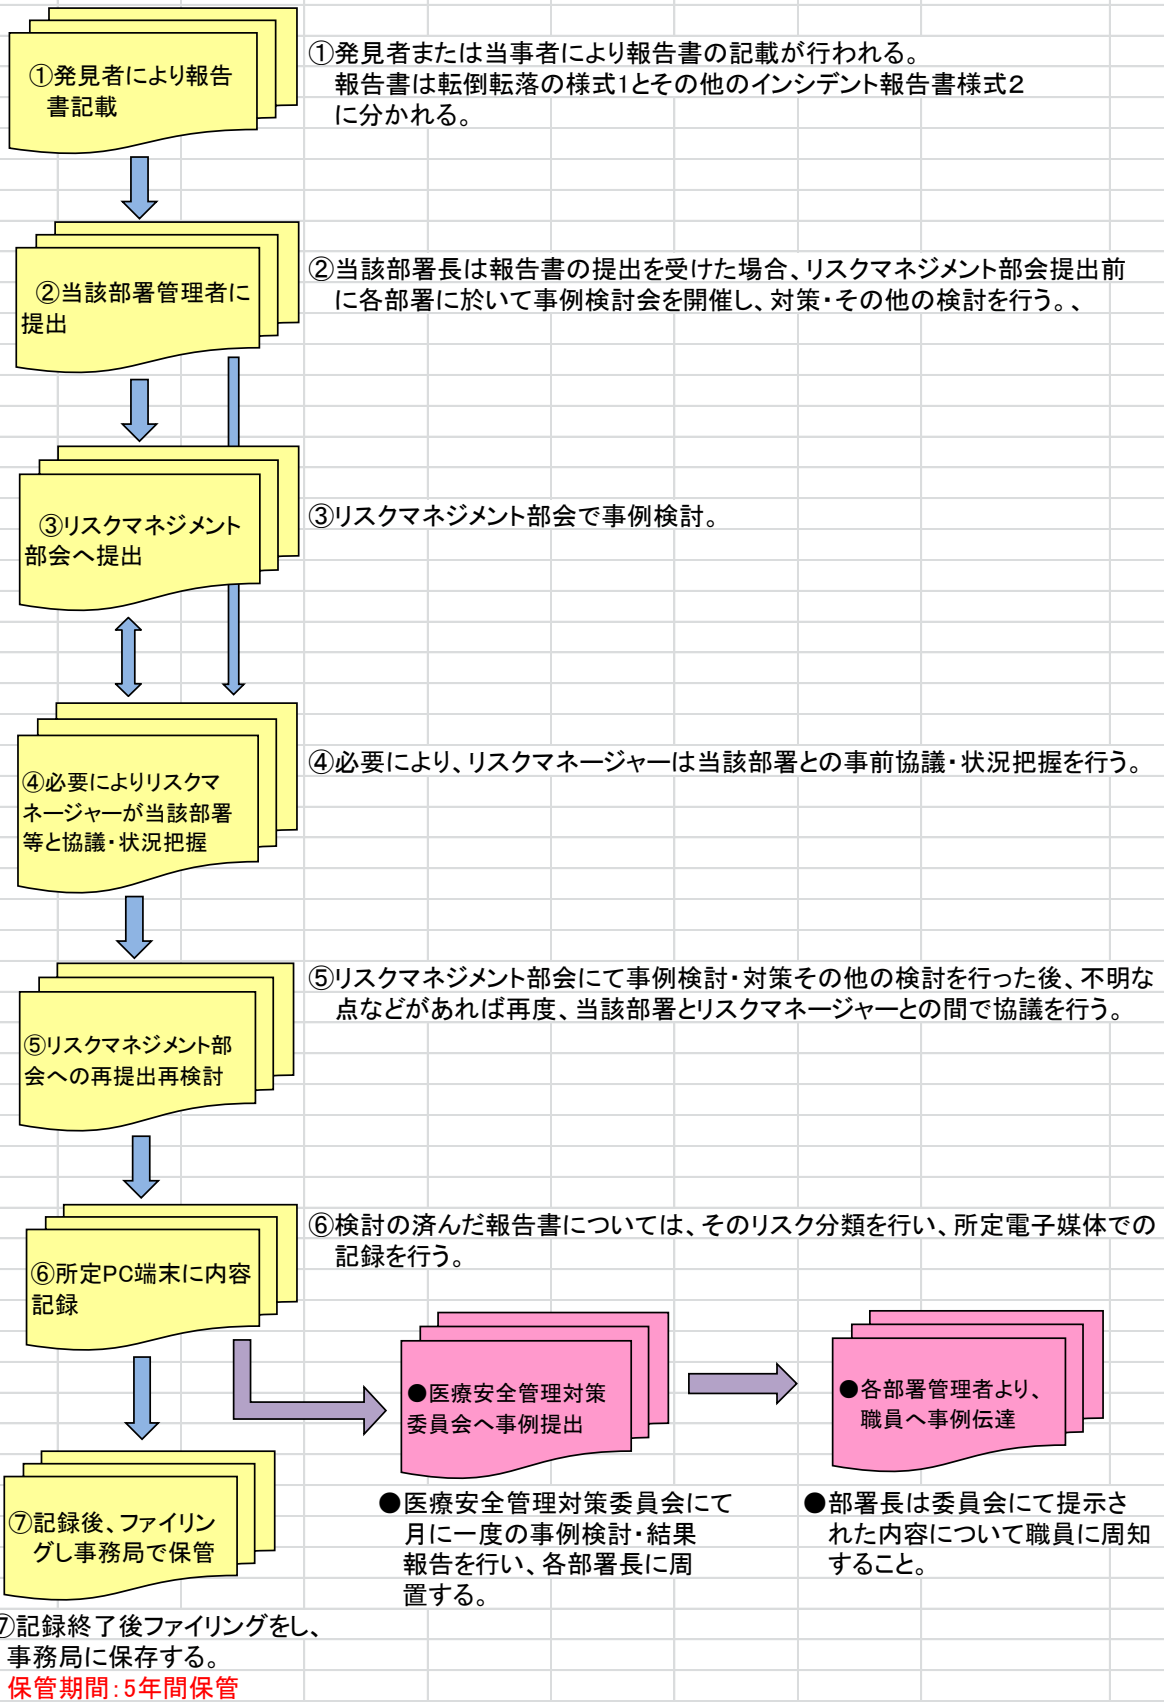 ①発見者により報告
書記載
①発見者または当事者により報告書の記載が行われる。
報告書は転倒転落の様式1とその他のインシデント報告書様式2
に分かれる。
②当該部署管理者に
提出
②当該部署長は報告書の提出を受けた場合、リスクマネジメント部会提出前
に各部署に於いて事例検討会を開催し、対策・その他の検討を行う。、
③リスクマネジメント
部会へ提出
③リスクマネジメント部会で事例検討。
④必要によりリスクマ
ネージャーが当該部署
等と協議・状況把握
④必要により、リスクマネージャーは当該部署との事前協議・状況把握を行う。
⑤リスクマネジメント部
会への再提出再検討
⑤リスクマネジメント部会にて事例検討・対策その他の検討を行った後、不明な
点などがあれば再度、当該部署とリスクマネージャーとの間で協議を行う。
⑥所定PC端末に内容
記録
⑥検討の済んだ報告書については、そのリスク分類を行い、所定電子媒体での
記録を行う。
●医療安全管理対策
委員会へ事例提出
●各部署管理者より、
職員へ事例伝達
●医療安全管理対策委員会にて
月に一度の事例検討・結果
報告を行い、各部署長に周
置する。
●部署長は委員会にて提示さ
れた内容について職員に周知
すること。
⑦記録後、ファイリン
グし事務局で保管
⑦記録終了後ファイリングをし、
事務局に保存する。
保管期間:5年間保管